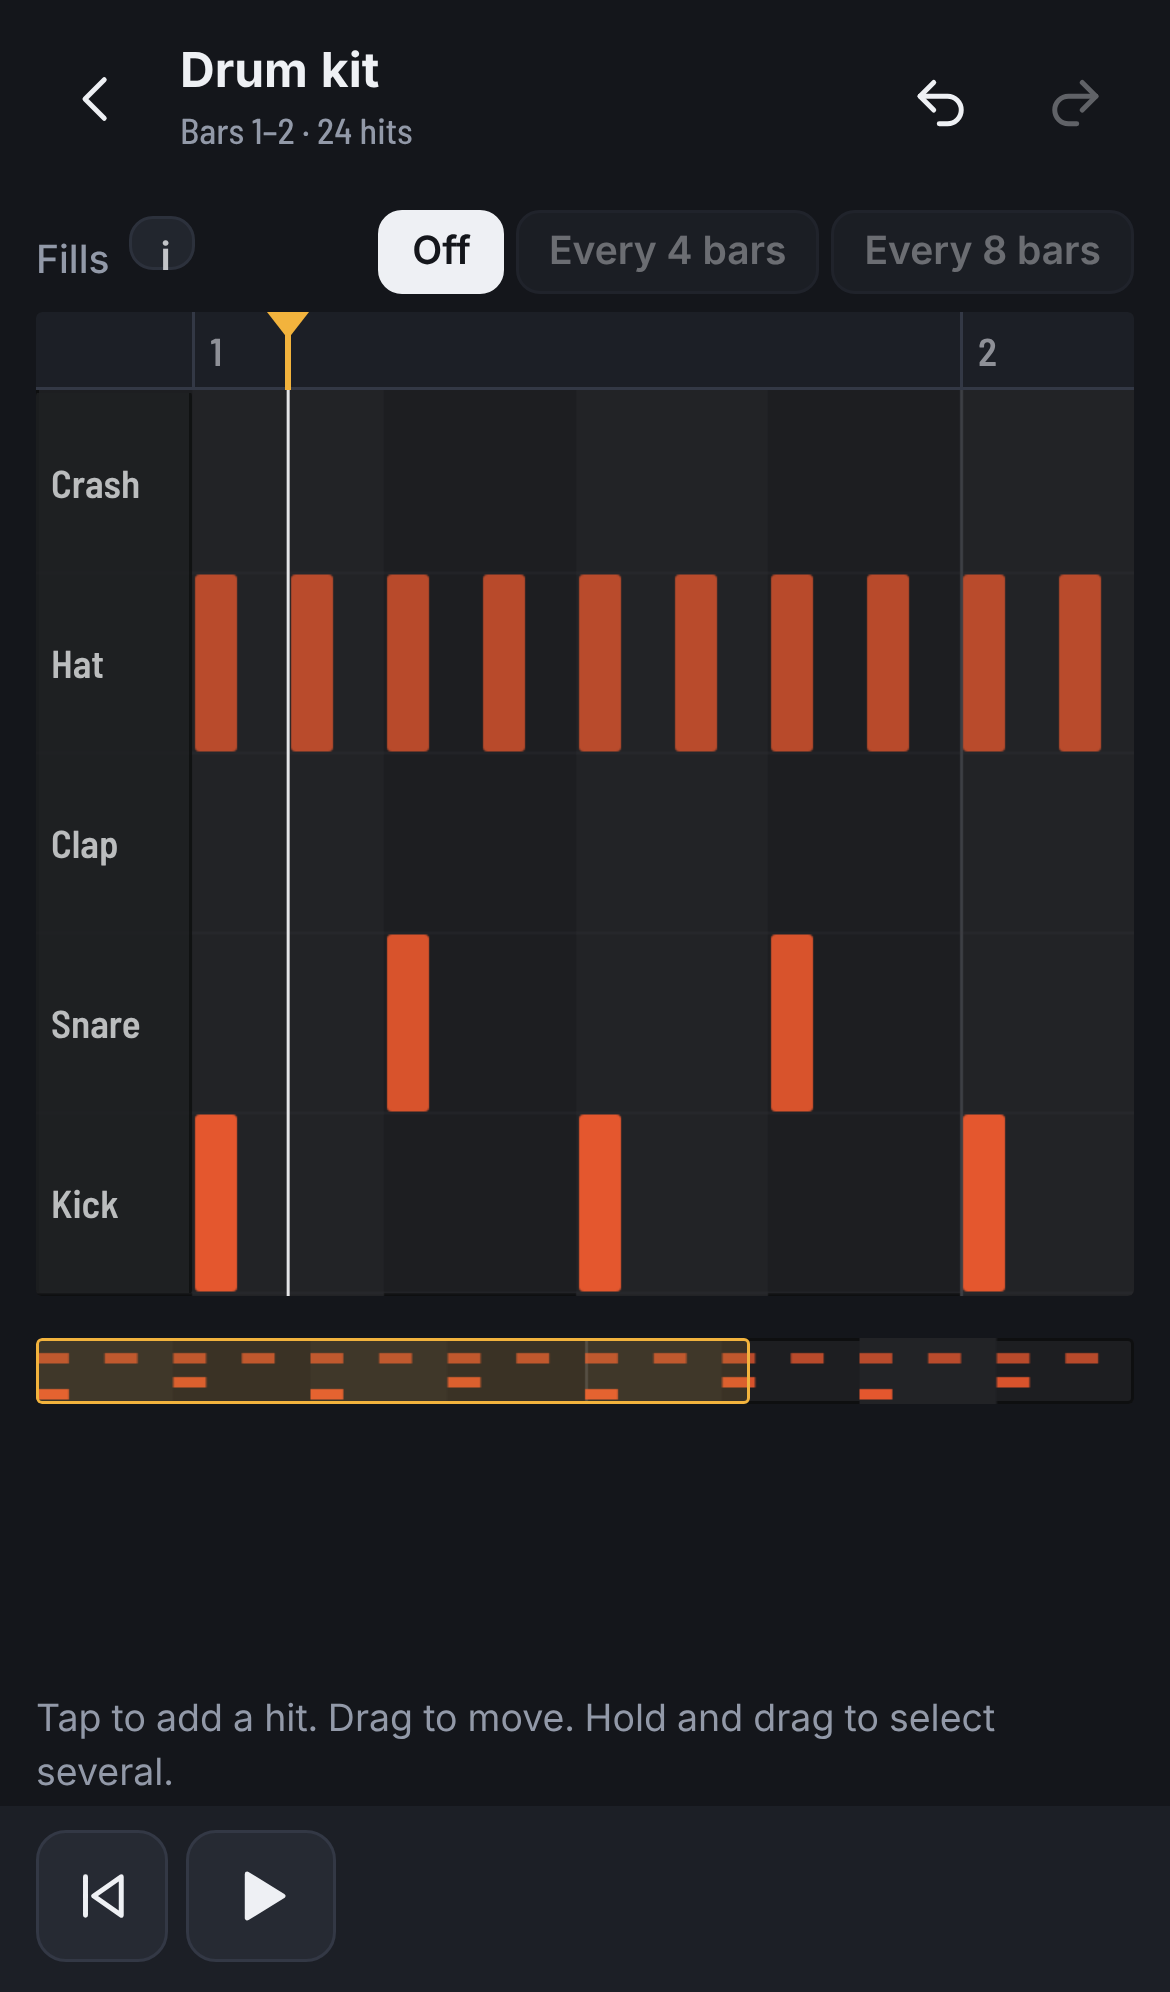 Drum kit
Bars 1–2 · 24 hits
Fills i Off Every 4 bars Every 8 bars
1 2
Crash
Hat
Clap
Snare
Kick
Tap to add a hit. Drag to move. Hold and drag to select
several.